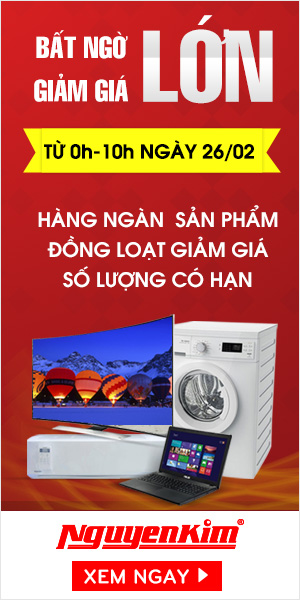 BẤT NGỜ
GIẢM GIÁ
LỚN
TỪ 0h-10h NGÀY 26/02
HÀNG NGÀN SẢN PHẨM
ĐỒNG LOẠT GIẢM GIÁ
SỐ LƯỢNG CÓ HẠN
NguyenKim®
XEM NGAY